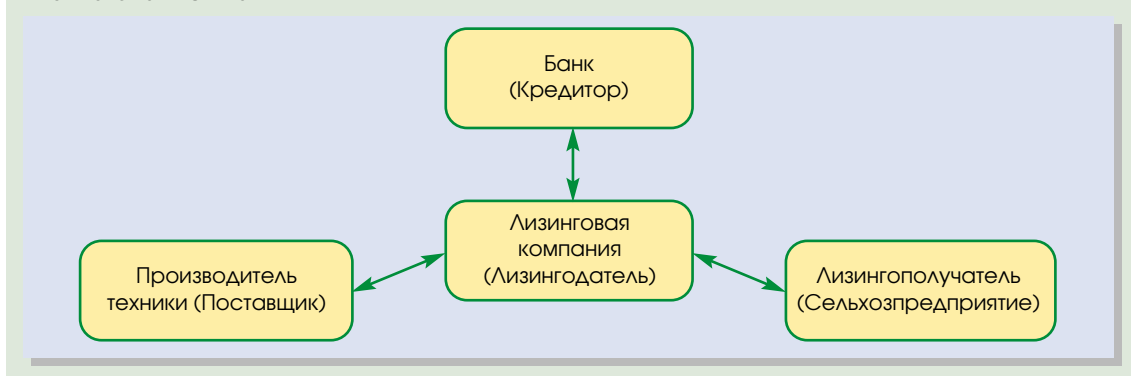 Банк
(Кредитор)
Лизинговая
компания
(Лизингодатель)
Производитель
техники (Поставщик)
Лизингополучатель
(Сельхозпредприятие)